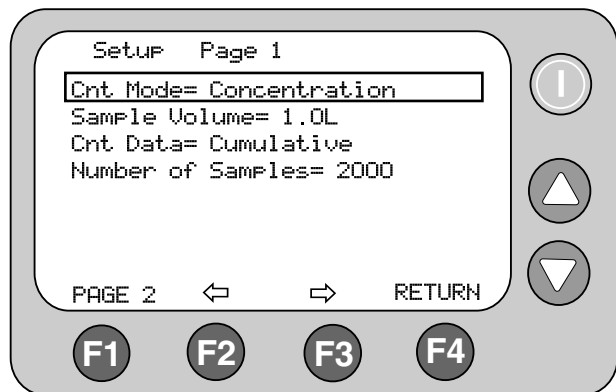 Setup Page 1
Cnt Mode= Concentration
Sample Volume= 1.0L
Cnt Data= Cumulative
Number of Samples= 2000
PAGE 2 ⇦ ⇨ RETURN
F1 F2 F3 F4